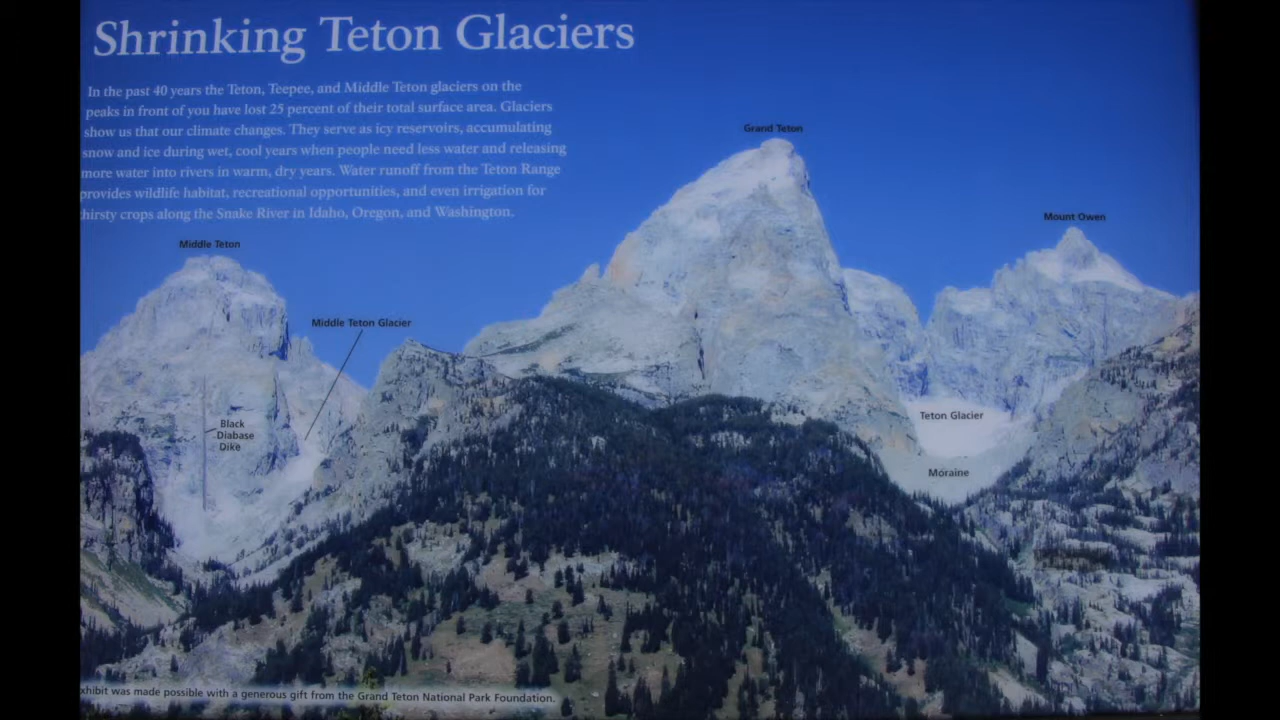 Shrinking Teton Glaciers
In the past 40 years the Teton, Teepee, and Middle Teton glaciers on the
peaks in front of you have lost 25 percent of their total surface area. Glaciers
show us that our climate changes. They serve as icy reservoirs, accumulating
snow and ice during wet, cool years when people need less water and releasing
more water into rivers in warm, dry years. Water runoff from the Teton Range
provides wildlife habitat, recreational opportunities, and even irrigation for
thirsty crops along the Snake River in Idaho, Oregon, and Washington.
Grand Teton
Mount Owen
Middle Teton
Middle Teton Glacier
Black
Diabase
Dike
Teton Glacier
Moraine
xhibit was made possible with a generous gift from the Grand Teton National Park Foundation.